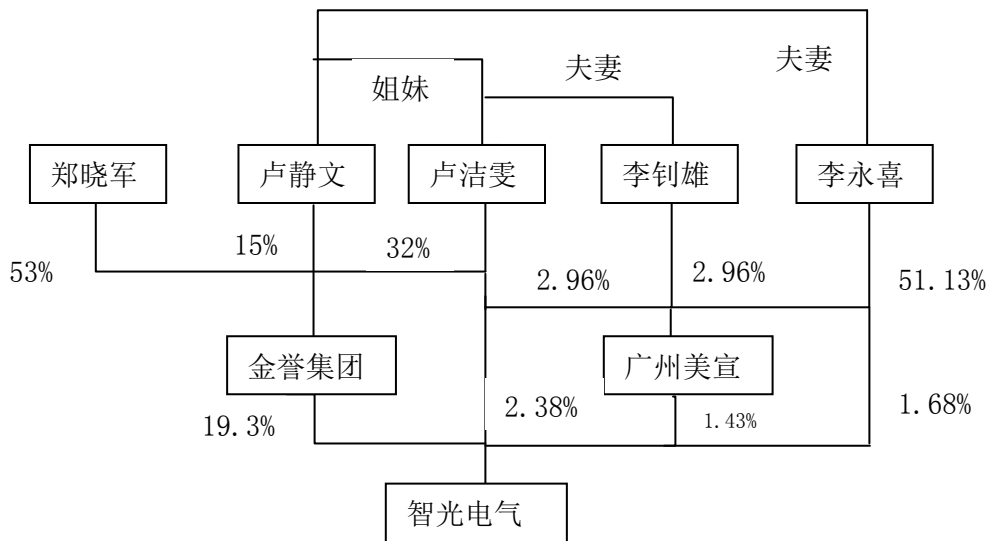 夫妻
夫妻
姐妹
郑晓军
卢静文
卢洁雯
李钊雄
李永喜
53%
15%
32%
2.96%
2.96%
51.13%
金誉集团
广州美宣
19.3%
2.38%
1.43%
1.68%
智光电气